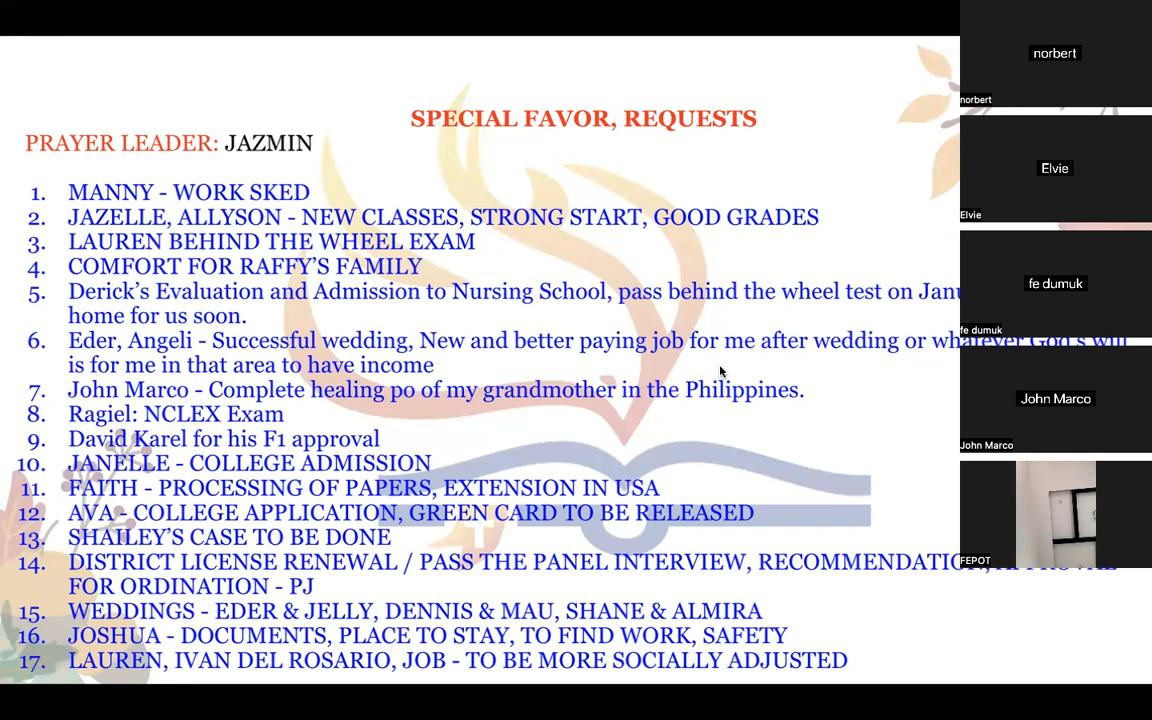 SPECIAL FAVOR, REQUESTS
PRAYER LEADER: JAZMIN
1. MANNY - WORK SKED
2. JAZELLE, ALLYSON - NEW CLASSES, STRONG START, GOOD GRADES
3. LAUREN BEHIND THE WHEEL EXAM
4. COMFORT FOR RAFFY'S FAMILY
5. Derick's Evaluation and Admission to Nursing School, pass behind the wheel test on
home for us soon.
6. Eder, Angeli - Successful wedding, New and better paying job for me after wedding or whatever God's will
is for me in that area to have income
7. John Marco - Complete healing po of my grandmother in the Philippines.
8. Ragiel: NCLEX Exam
9. David Karel for his F1 approval
10. JANELLE - COLLEGE ADMISSION
11. FAITH - PROCESSING OF PAPERS, EXTENSION IN USA
12. AVA - COLLEGE APPLICATION, GREEN CARD TO BE RELEASED
13. SHAILEY'S CASE TO BE DONE
14. DISTRICT LICENSE RENEWAL / PASS THE PANEL INTERVIEW, RECOMMENDATION, APPROVAL
FOR ORDINATION - PJ
15. WEDDINGS - EDER & JELLY, DENNIS & MAU, SHANE & ALMIRA
16. JOSHUA - DOCUMENTS, PLACE TO STAY, TO FIND WORK, SAFETY
17. LAUREN, IVAN DEL ROSARIO, JOB - TO BE MORE SOCIALLY ADJUSTED
norbert
norbert
Elvie
Elvie
fe dumuk
fe dumuk
John Marco
John Marco
FEPOT